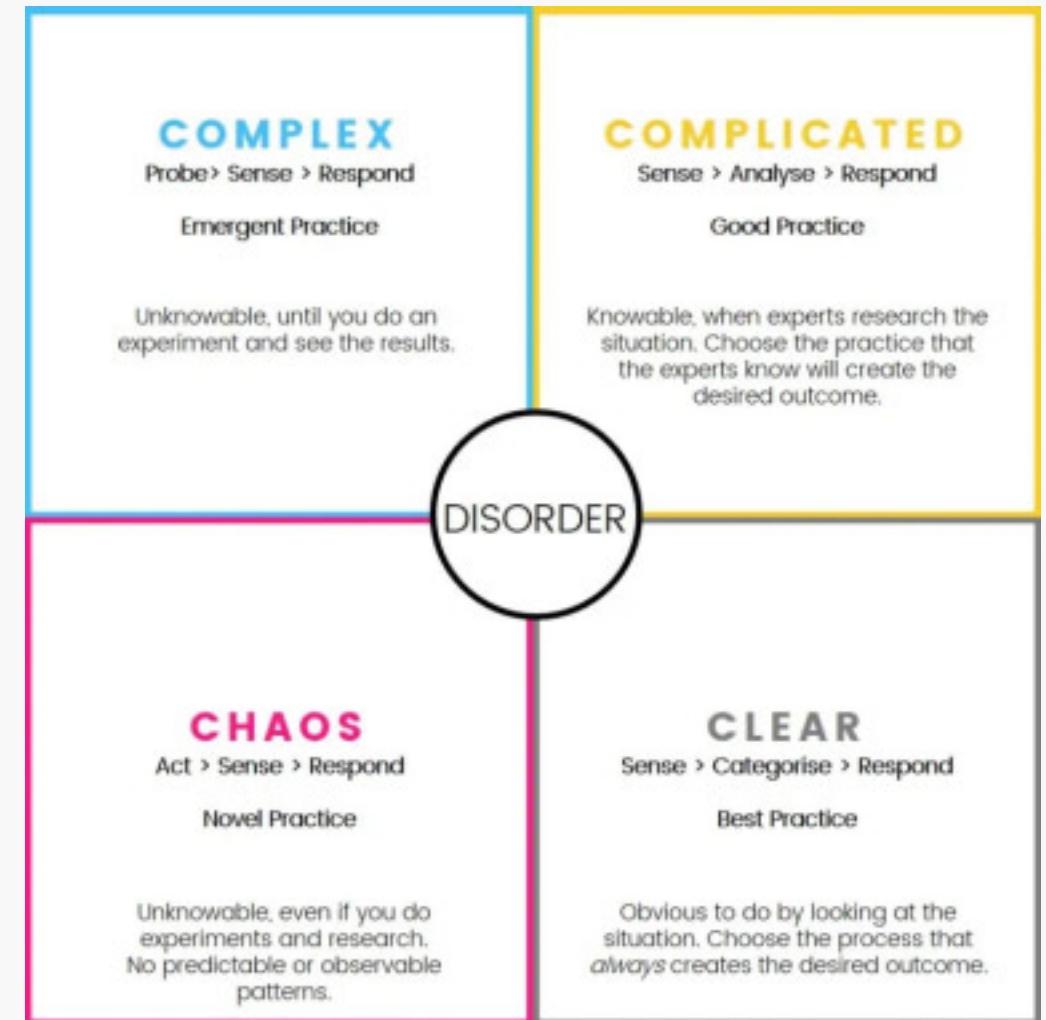 COMPLEX
Probe> Sense > Respond
Emergent Practice
Unknowable, until you do an
experiment and see the results.
COMPLICATED
Sense > Analyse > Respond
Good Practice
Knowable, when experts research the
situation. Choose the practice that
the experts know will create the
desired outcome.
DISORDER
CHAOS
Act > Sense > Respond
Novel Practice
Unknowable, even if you do
experiments and research.
No predictable or observable
patterns.
CLEAR
Sense > Categorise > Respond
Best Practice
Obvious to do by looking at the
situation. Choose the process that
always creates the desired outcome.